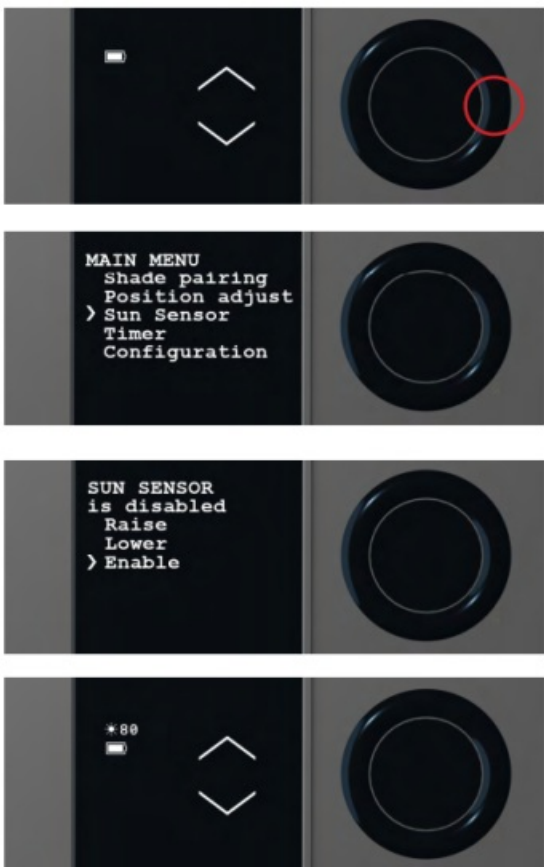 MAIN MENU
Shade pairing
Position adjust
❯ Sun Sensor
Timer
Configuration
SUN SENSOR
is disabled
Raise
Lower
❯ Enable
☀80